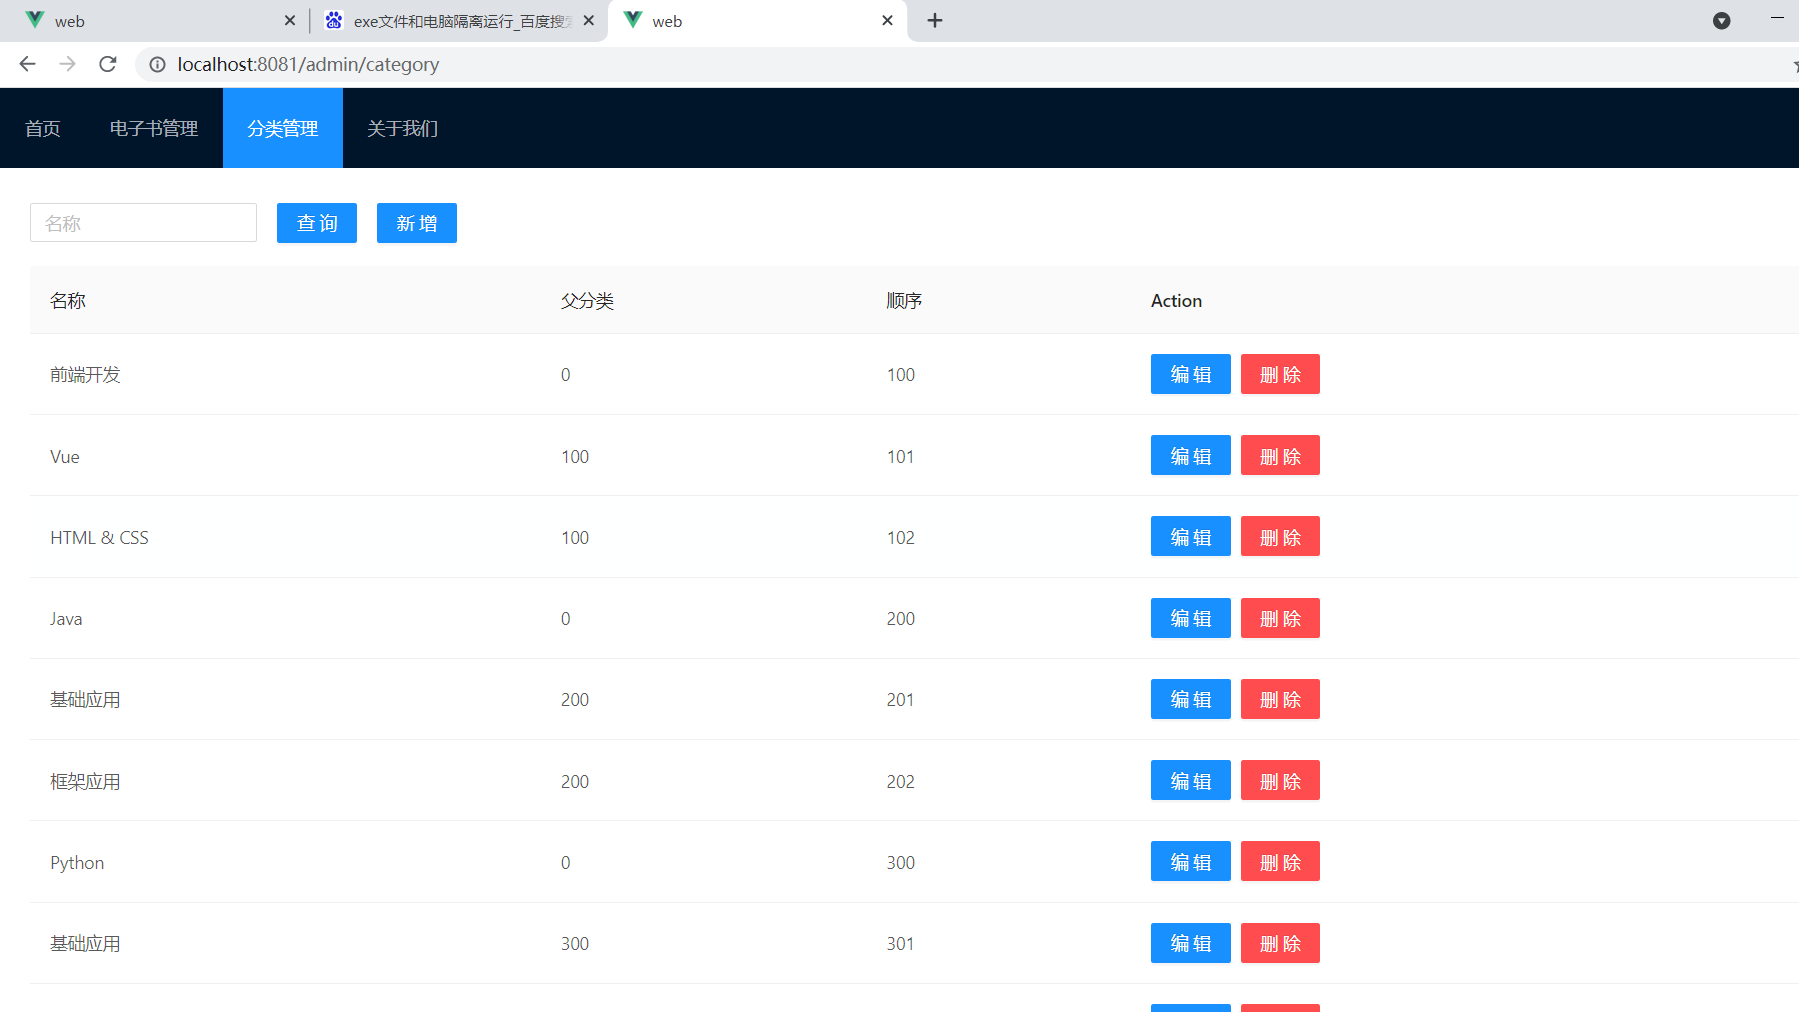 web
exe文件和电脑隔离运行_百度搜索
web
localhost:8081/admin/category
首页 电子书管理 分类管理 关于我们
名称 查询 新增
名称 父分类 顺序 Action
前端开发 0 100 编辑 删除
Vue 100 101 编辑 删除
HTML & CSS 100 102 编辑 删除
Java 0 200 编辑 删除
基础应用 200 201 编辑 删除
框架应用 200 202 编辑 删除
Python 0 300 编辑 删除
基础应用 300 301 编辑 删除